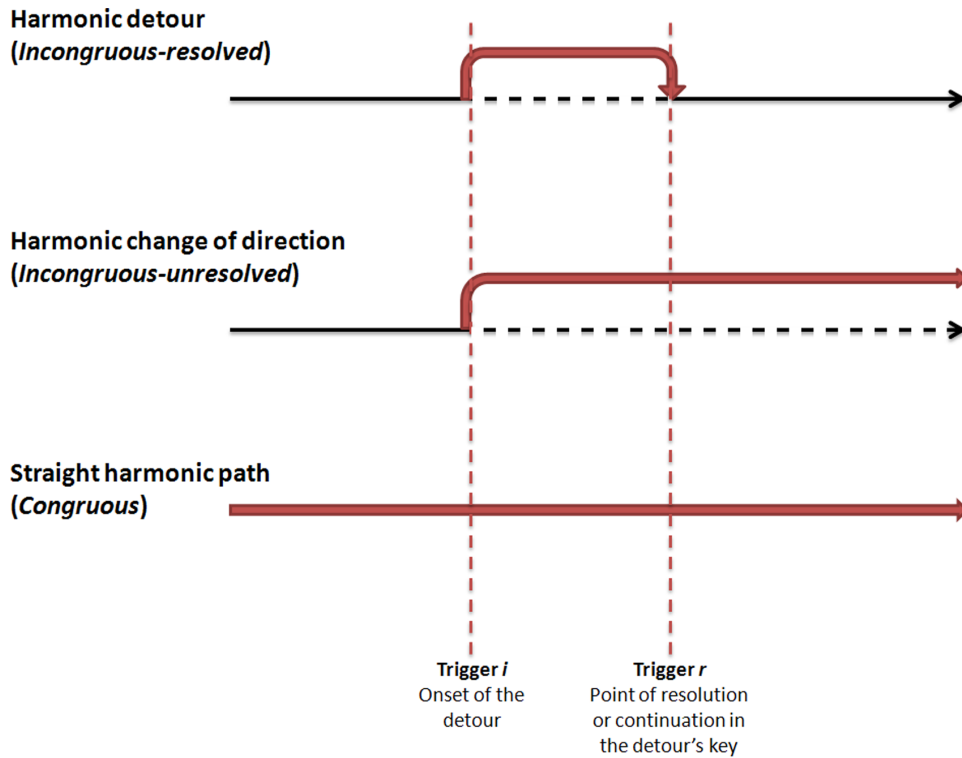 Harmonic detour
(Incongruous-resolved)
Harmonic change of direction
(Incongruous-unresolved)
Straight harmonic path
(Congruous)
Trigger i
Onset of the
detour
Trigger r
Point of resolution
or continuation in
the detour's key